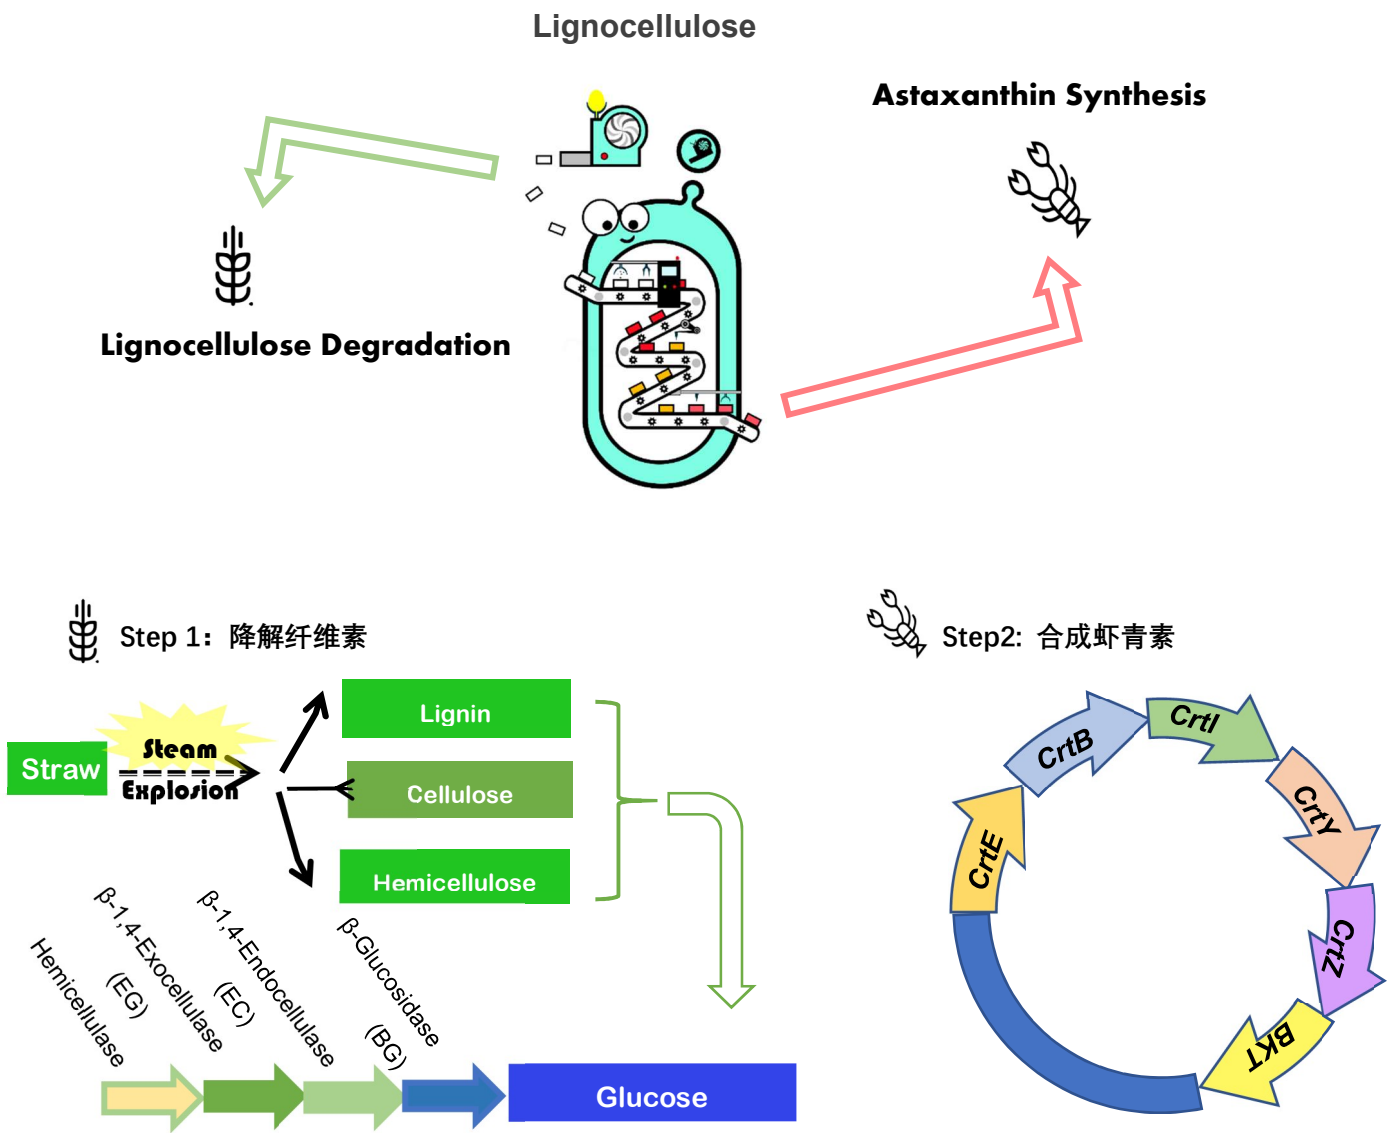 Lignocellulose
Astaxanthin Synthesis
Lignocellulose Degradation
Step 1: 降解纤维素
Step2: 合成虾青素
Straw
Steam
Explosion
Lignin
Cellulose
Hemicellulose
Hemicellulase
β-1,4-Exocellulase
(EG)
β-1,4-Endocellulase
(EC)
β-Glucosidase
(BG)
Glucose
CrtE
CrtB
CrtI
CrtY
CrtZ
BKT